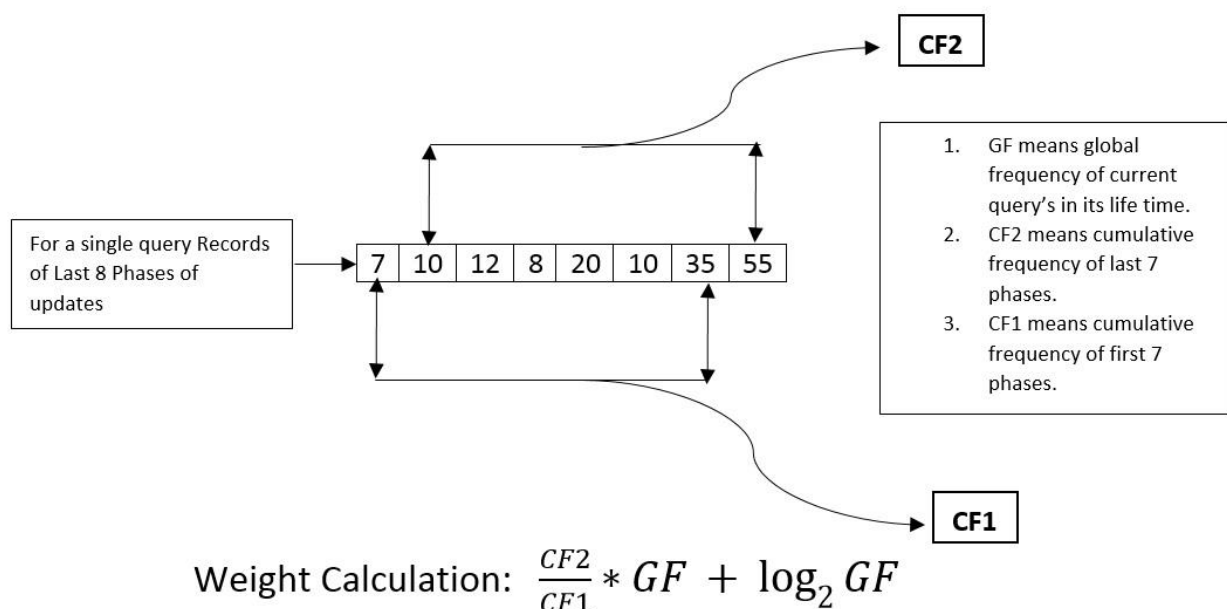 CF2
1. GF means global
frequency of current
query's in its life time.
2. CF2 means cumulative
frequency of last 7
phases.
3. CF1 means cumulative
frequency of first 7
phases.
For a single query Records
of Last 8 Phases of
updates
7 10 12 8 20 10 35 55
CF1
Weight Calculation: CF2/CF1 * GF + log₂ GF